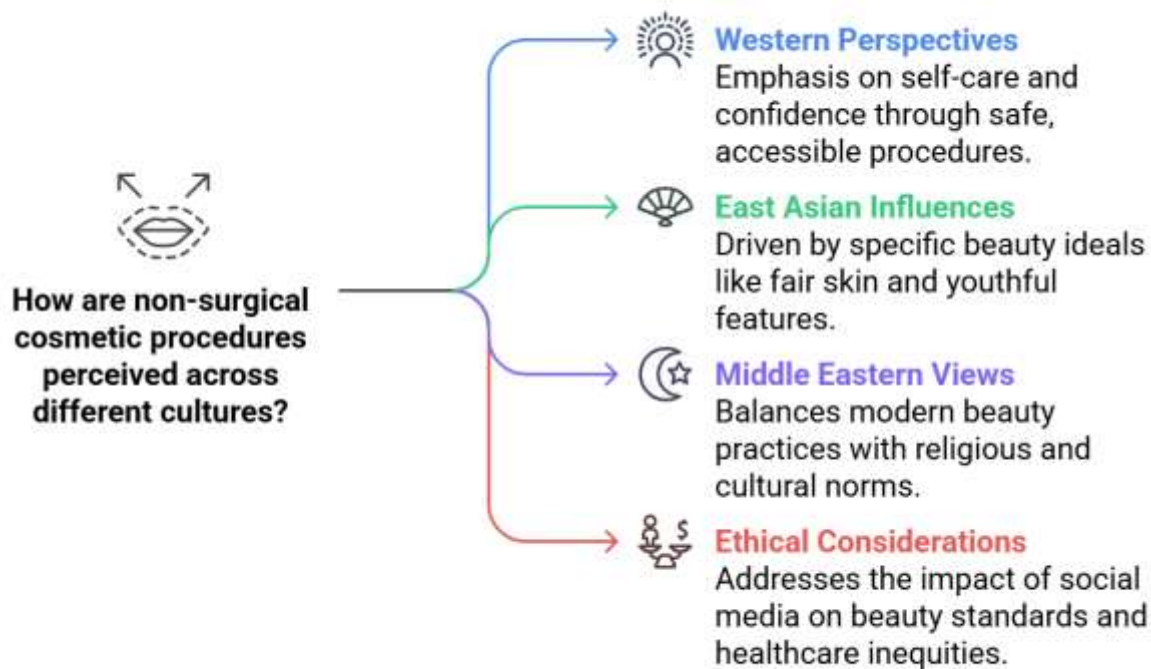 How are non-surgical
cosmetic procedures
perceived across
different cultures?
Western Perspectives
Emphasis on self-care and
confidence through safe,
accessible procedures.
East Asian Influences
Driven by specific beauty ideals
like fair skin and youthful
features.
Middle Eastern Views
Balances modern beauty
practices with religious and
cultural norms.
$
Ethical Considerations
Addresses the impact of social
media on beauty standards and
healthcare inequities.